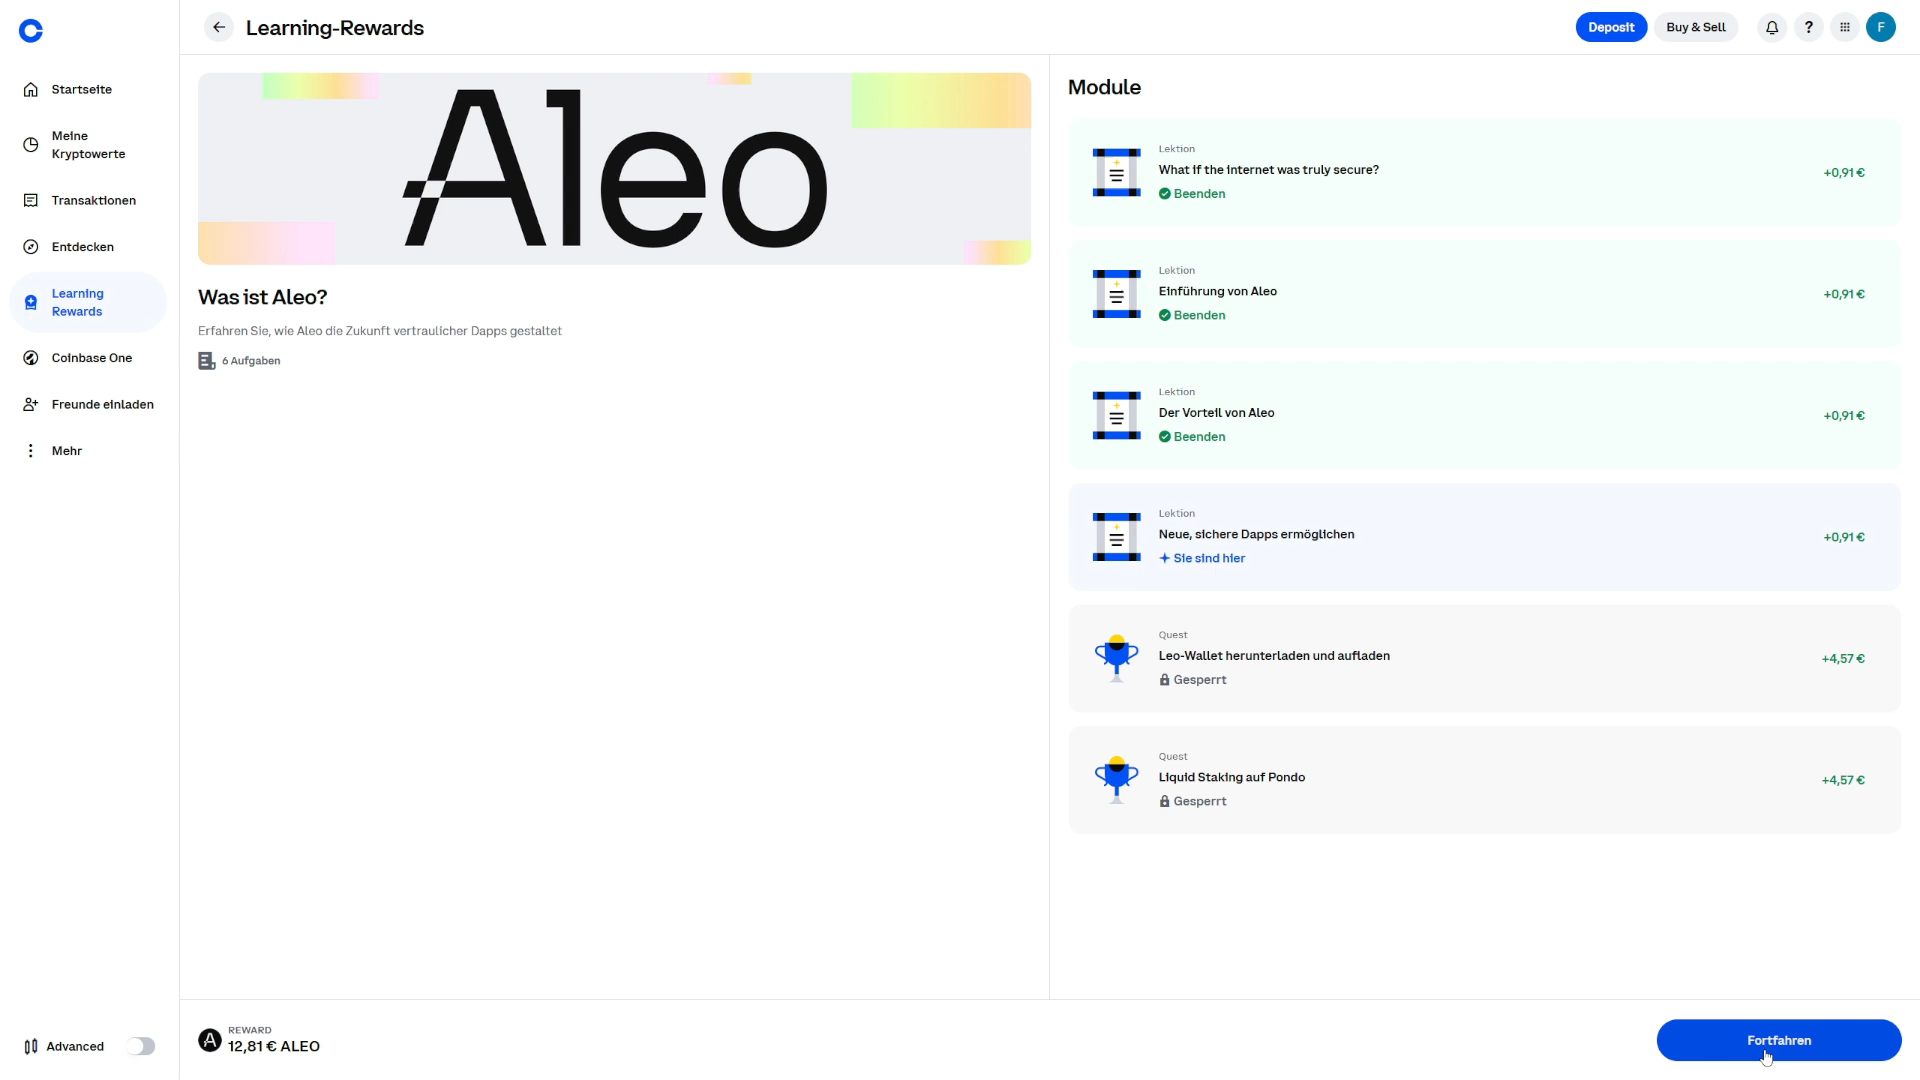 Learning-Rewards
Deposit
Buy & Sell
?
F
Startseite
Meine
Kryptowerte
Transaktionen
Entdecken
Learning
Rewards
Coinbase One
Freunde einladen
Mehr
Advanced
Aleo
Was ist Aleo?
Erfahren Sie, wie Aleo die Zukunft vertraulicher Dapps gestaltet
6 Aufgaben
Module
Lektion
What if the internet was truly secure?
Beenden
+0,91 €
Lektion
Einführung von Aleo
Beenden
+0,91 €
Lektion
Der Vorteil von Aleo
Beenden
+0,91 €
Lektion
Neue, sichere Dapps ermöglichen
Sie sind hier
+0,91 €
Quest
Leo-Wallet herunterladen und aufladen
Gesperrt
+4,57 €
Quest
Liquid Staking auf Pondo
Gesperrt
+4,57 €
REWARD
12,81 € ALEO
Fortfahren